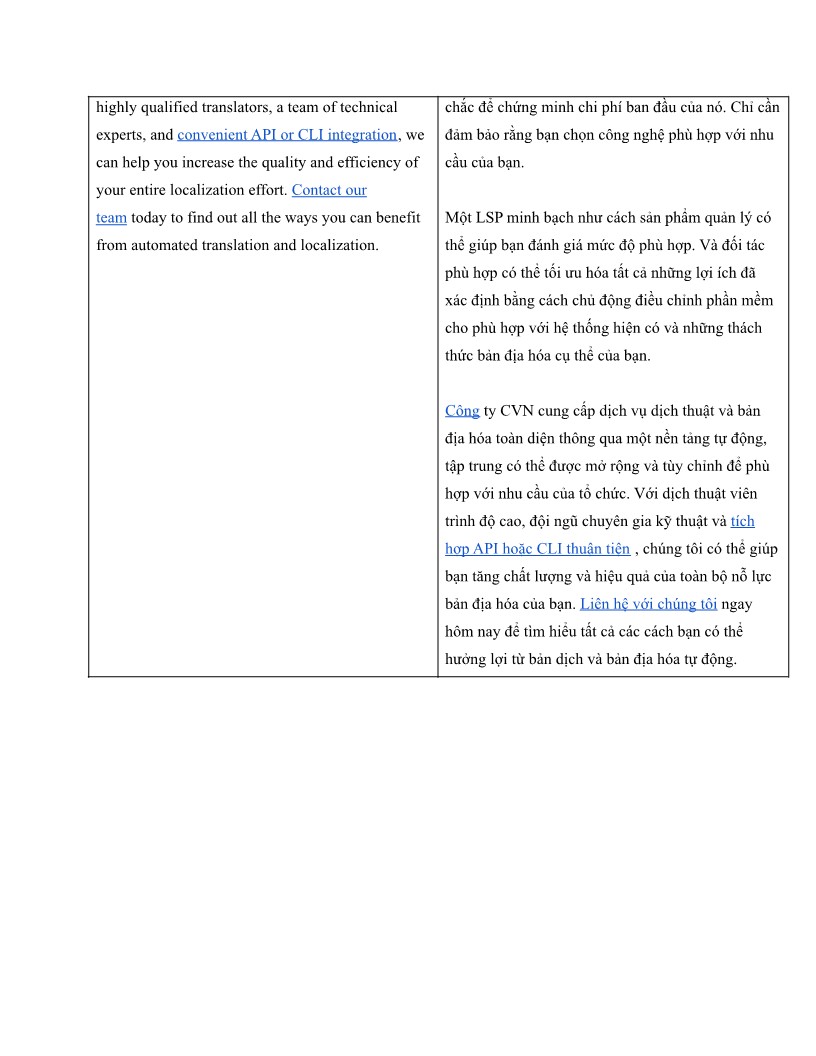 highly qualified translators, a team of technical
experts, and convenient API or CLI integration, we
can help you increase the quality and efficiency of
your entire localization effort. Contact our
team today to find out all the ways you can benefit
from automated translation and localization.
chắc để chứng minh chi phí ban đầu của nó. Chỉ cần
đảm bảo rằng bạn chọn công nghệ phù hợp với nhu
cầu của bạn.
Một LSP minh bạch như cách sản phẩm quản lý có
thể giúp bạn đánh giá mức độ phù hợp. Và đối tác
phù hợp có thể tối ưu hóa tất cả những lợi ích đã
xác định bằng cách chủ động điều chỉnh phần mềm
cho phù hợp với hệ thống hiện có và những thách
thức bản địa hóa cụ thể của bạn.
Công ty CVN cung cấp dịch vụ dịch thuật và bản
địa hóa toàn diện thông qua một nền tảng tự động,
tập trung có thể được mở rộng và tùy chỉnh để phù
hợp với nhu cầu của tổ chức. Với dịch thuật viên
trình độ cao, đội ngũ chuyên gia kỹ thuật và tích
hợp API hoặc CLI thuận tiện , chúng tôi có thể giúp
bạn tăng chất lượng và hiệu quả của toàn bộ nỗ lực
bản địa hóa của bạn. Liên hệ với chúng tôi ngay
hôm nay để tìm hiểu tất cả các cách bạn có thể
hưởng lợi từ bản dịch và bản địa hóa tự động.